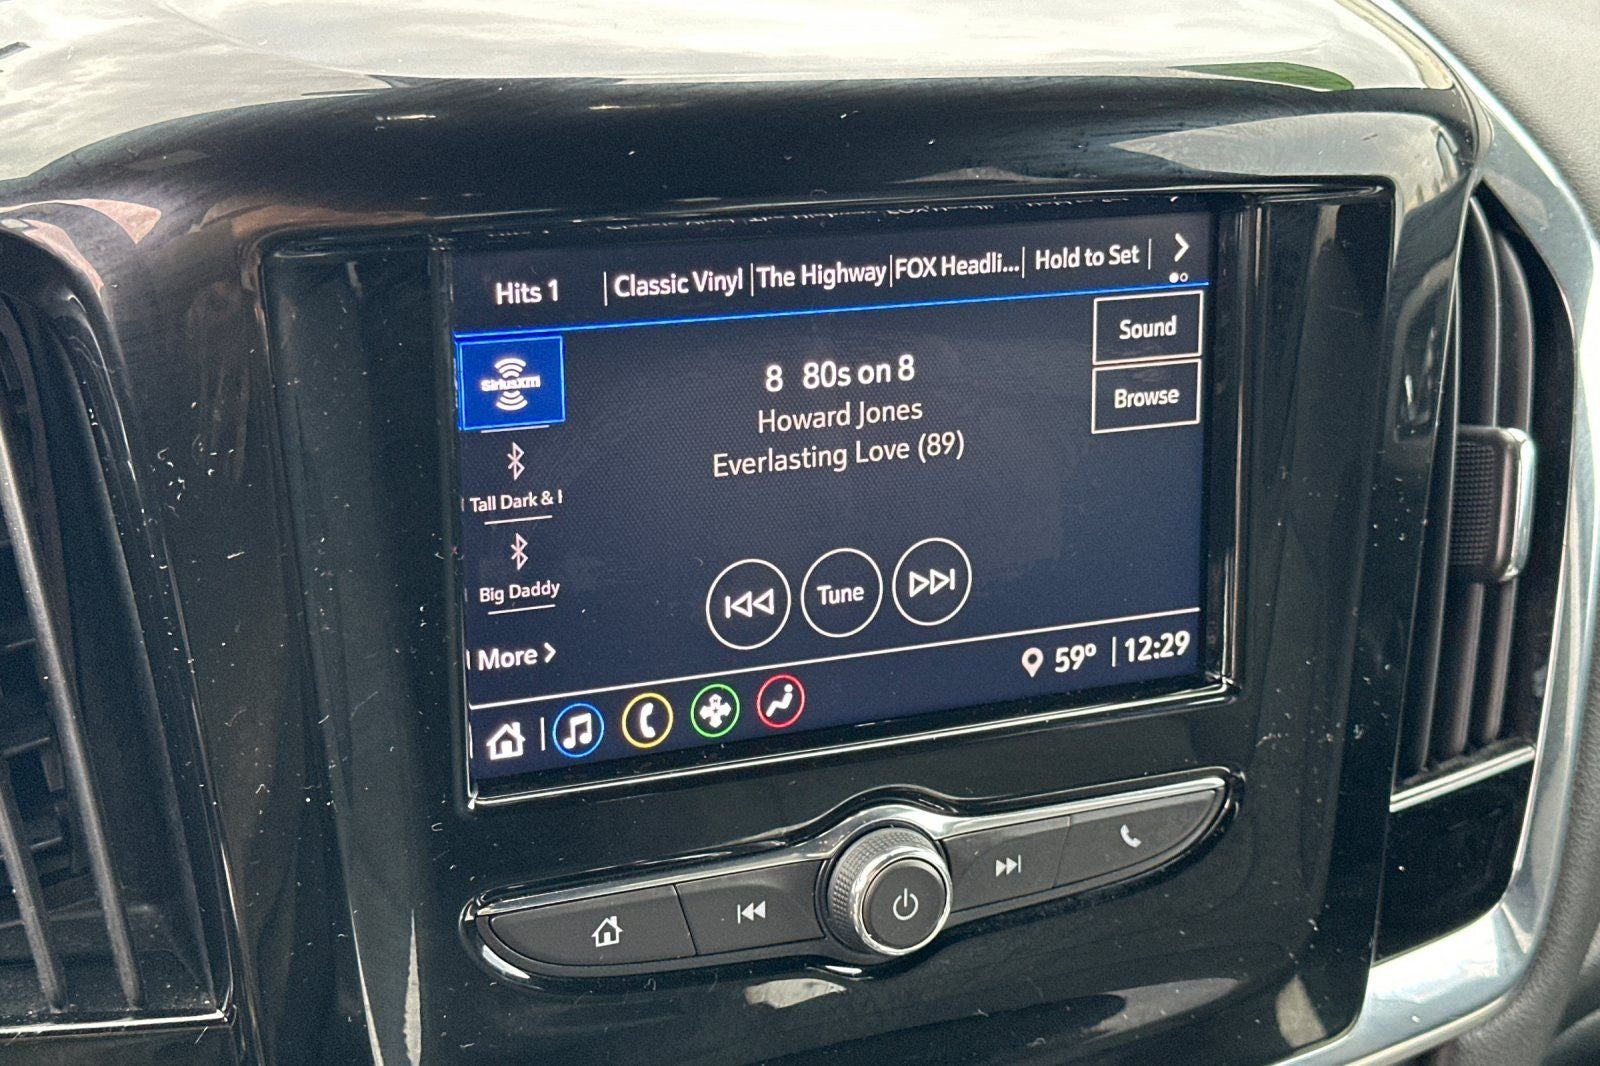 Hits 1 | Classic Vinyl | The Highway | FOX Headli... | Hold to Set |
SiriusXM
8 80s on 8
Howard Jones
Everlasting Love (89)
Sound
Browse
Tall Dark &
Big Daddy
More
Tune
59° | 12:29